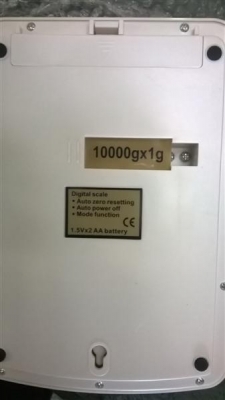 10000gx1g
Digital scale
• Auto zero resetting
• Auto power off
• Mode function
CE
1.5Vx2 AA battery